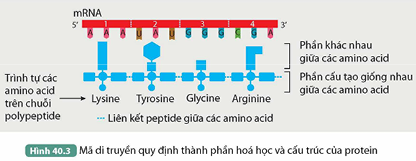 mRNA
5' 1 2 3 4 3'
A A A U A U G G G C G A
Phần khác nhau
giữa các amino acid
Trình tự các
amino acid
trên chuỗi
polypeptide
Phần cấu tạo giống nhau
giữa các amino acid
Lysine Tyrosine Glycine Arginine
Liên kết peptide giữa các amino acid
Hình 40.3 Mã di truyền quy định thành phần hoá học và cấu trúc của protein